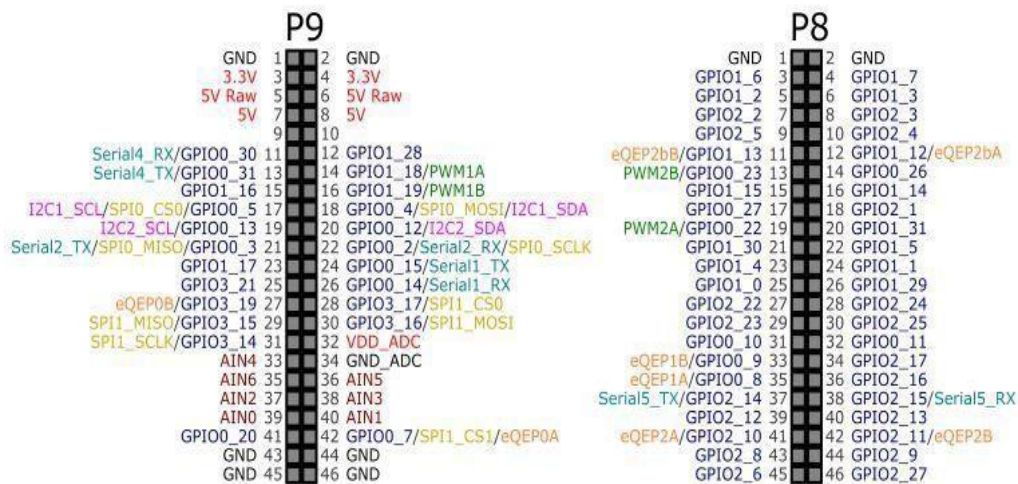 P9 P8
GND 1 2 GND GND 1 2 GND
3.3V 3 4 3.3V GPIO1_6 3 4 GPIO1_7
5V Raw 5 6 5V Raw GPIO1_2 5 6 GPIO1_3
5V 7 8 5V GPIO2_2 7 8 GPIO2_3
9 10 GPIO2_5 9 10 GPIO2_4
Serial4_RX/GPIO0_30 11 12 GPIO1_28 eQEP2bB/GPIO1_13 11 12 GPIO1_12/eQEP2bA
Serial4_TX/GPIO0_31 13 14 GPIO1_18/PWM1A PWM2B/GPIO0_23 13 14 GPIO0_26
GPIO1_16 15 16 GPIO1_19/PWM1B GPIO1_15 15 16 GPIO1_14
I2C1_SCL/SPI0_CS0/GPIO0_5 17 18 GPIO0_4/SPI0_MOSI/I2C1_SDA GPIO0_27 17 18 GPIO2_1
I2C2_SCL/GPIO0_13 19 20 GPIO0_12/I2C2_SDA PWM2A/GPIO0_22 19 20 GPIO1_31
Serial2_TX/SPI0_MISO/GPIO0_3 21 22 GPIO0_2/Serial2_RX/SPI0_SCLK GPIO1_30 21 22 GPIO1_5
GPIO1_17 23 24 GPIO0_15/Serial1_TX GPIO1_4 23 24 GPIO1_1
GPIO3_21 25 26 GPIO0_14/Serial1_RX GPIO1_0 25 26 GPIO1_29
eQEP0B/GPIO3_19 27 28 GPIO3_17/SPI1_CS0 GPIO2_22 27 28 GPIO2_24
SPI1_MISO/GPIO3_15 29 30 GPIO3_16/SPI1_MOSI GPIO2_23 29 30 GPIO2_25
SPI1_SCLK/GPIO3_14 31 32 VDD_ADC GPIO0_10 31 32 GPIO0_11
AIN4 33 34 GND_ADC eQEP1B/GPIO0_9 33 34 GPIO2_17
AIN6 35 36 AIN5 eQEP1A/GPIO0_8 35 36 GPIO2_16
AIN2 37 38 AIN3 Serial5_TX/GPIO2_14 37 38 GPIO2_15/Serial5_RX
AIN0 39 40 AIN1 GPIO2_12 39 40 GPIO2_13
GPIO0_20 41 42 GPIO0_7/SPI1_CS1/eQEP0A eQEP2A/GPIO2_10 41 42 GPIO2_11/eQEP2B
GND 43 44 GND GPIO2_8 43 44 GPIO2_9
GND 45 46 GND GPIO2_6 45 46 GPIO2_27